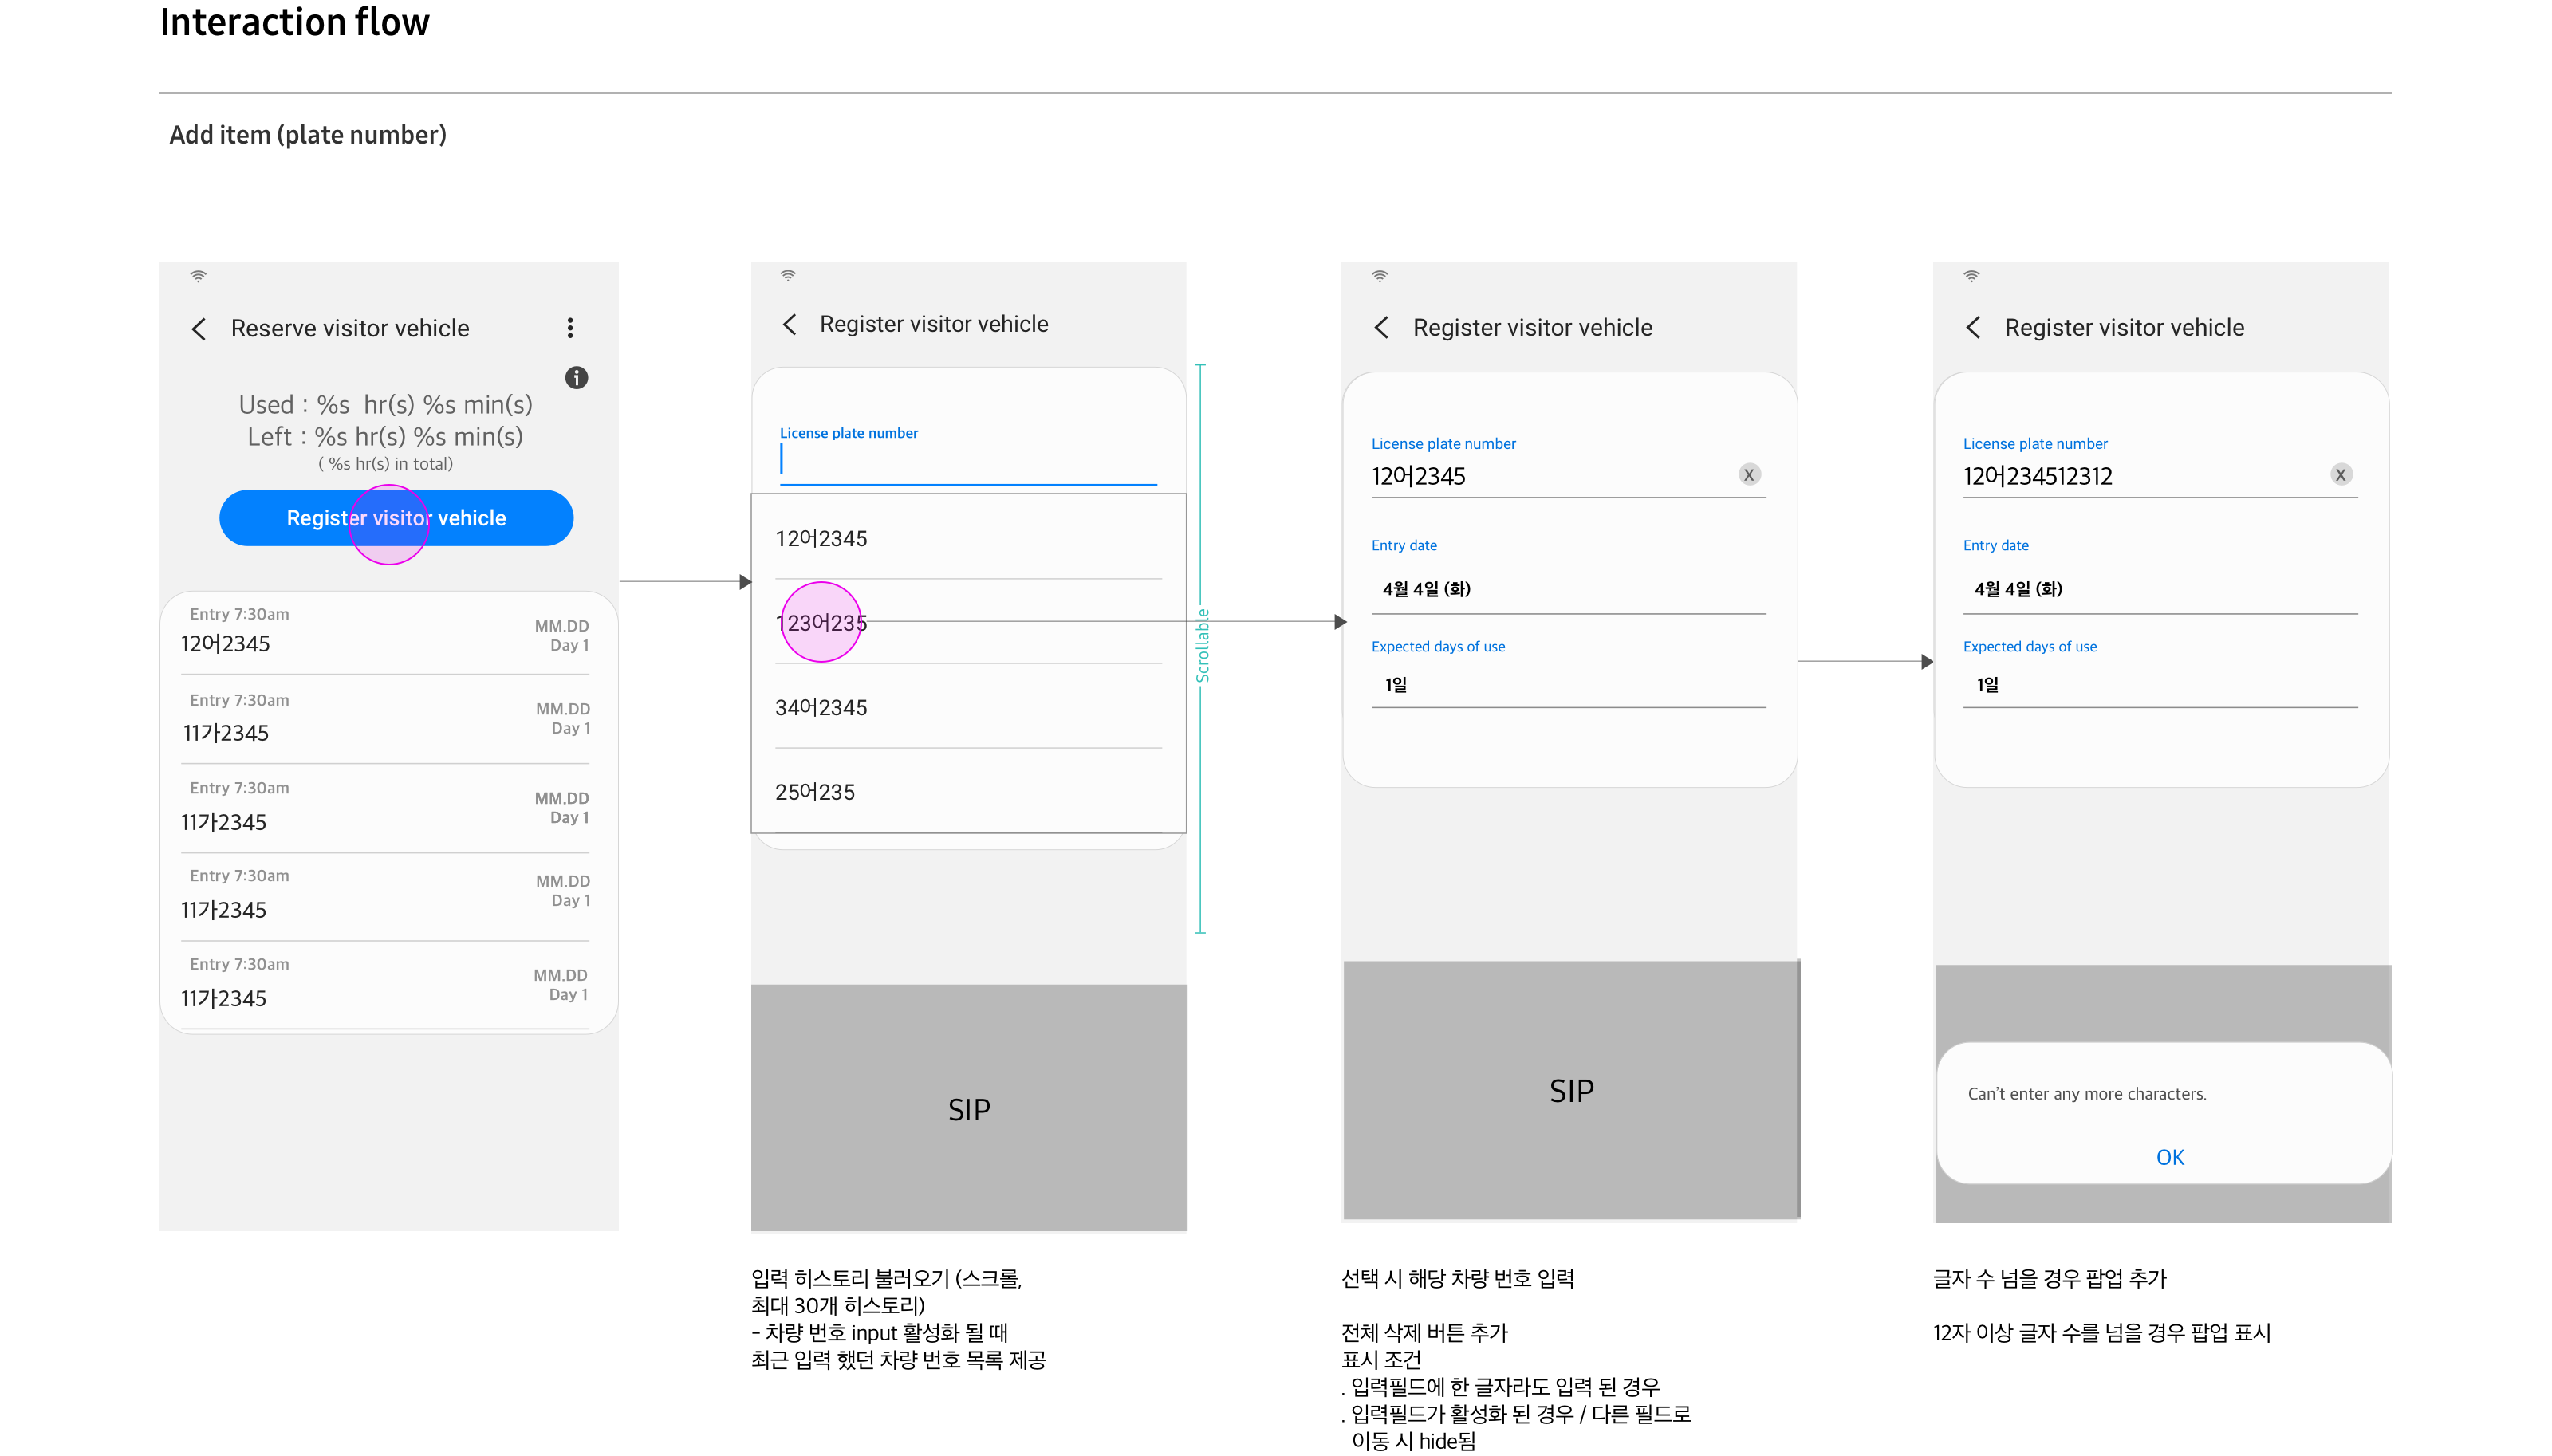 Interaction flow
Add item (plate number)
Reserve visitor vehicle
Used : %s  hr(s) %s min(s)
Left : %s hr(s) %s min(s)
( %s hr(s) in total)
Register visitor vehicle
Entry 7:30am
MM.DD
12어2345
Day 1
Entry 7:30am
MM.DD
11가2345
Day 1
Entry 7:30am
MM.DD
11가2345
Day 1
Entry 7:30am
MM.DD
11가2345
Day 1
Entry 7:30am
MM.DD
11가2345
Day 1
Register visitor vehicle
License plate number
12어2345
123어235
34어2345
25어235
Scrollable
SIP
입력 히스토리 불러오기 (스크롤,
최대 30개 히스토리)
- 차량 번호 input 활성화 될 때
최근 입력 했던 차량 번호 목록 제공
Register visitor vehicle
License plate number
12어2345
X
Entry date
4월 4일 (화)
Expected days of use
1일
SIP
선택 시 해당 차량 번호 입력
전체 삭제 버튼 추가
표시 조건
. 입력필드에 한 글자라도 입력 된 경우
. 입력필드가 활성화 된 경우 / 다른 필드로
이동 시 hide됨
Register visitor vehicle
License plate number
12어234512312
X
Entry date
4월 4일 (화)
Expected days of use
1일
Can't enter any more characters.
OK
글자 수 넘을 경우 팝업 추가
12자 이상 글자 수를 넘을 경우 팝업 표시